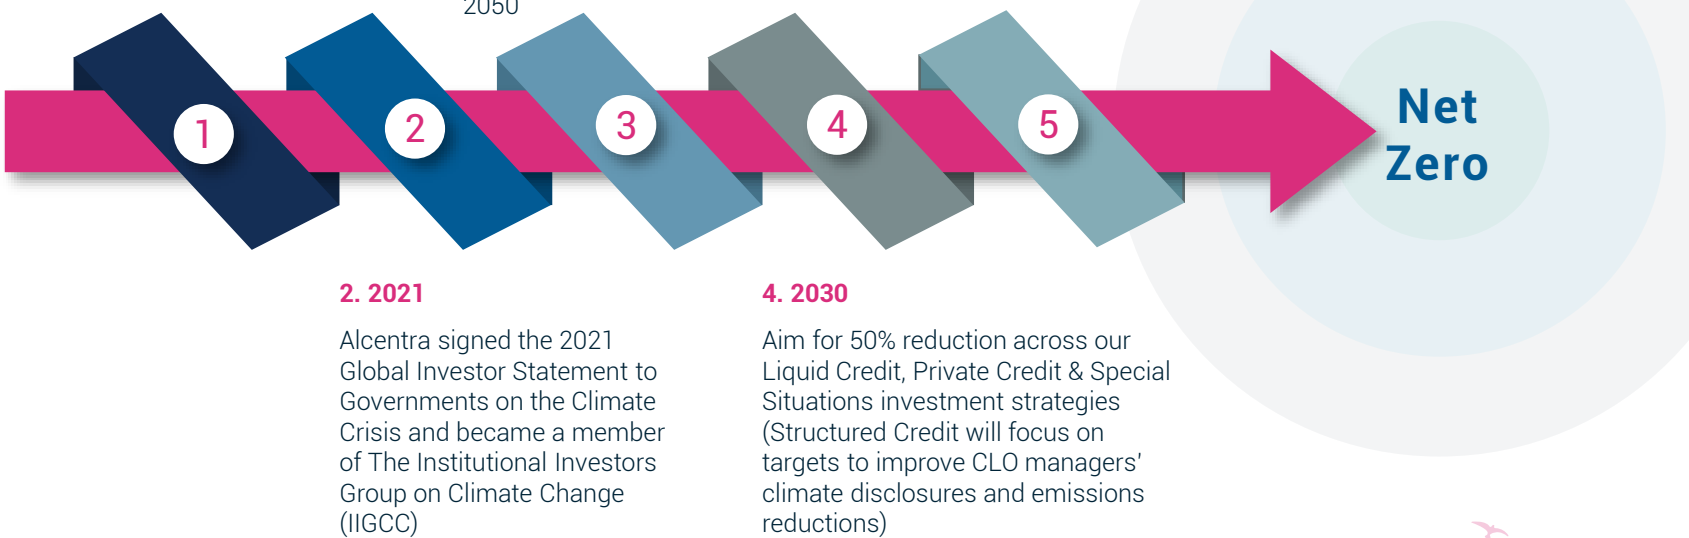 2050
1
2
3
4
5
Net
Zero
2. 2021
Alcentra signed the 2021
Global Investor Statement to
Governments on the Climate
Crisis and became a member
of The Institutional Investors
Group on Climate Change
(IIGCC)
4. 2030
Aim for 50% reduction across our
Liquid Credit, Private Credit & Special
Situations investment strategies
(Structured Credit will focus on
targets to improve CLO managers'
climate disclosures and emissions
reductions)